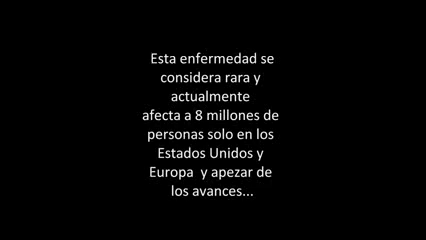 Esta enfermedad se
considera rara y
actualmente
afecta a 8 millones de
personas solo en los
Estados Unidos y
Europa y apezar de
los avances...